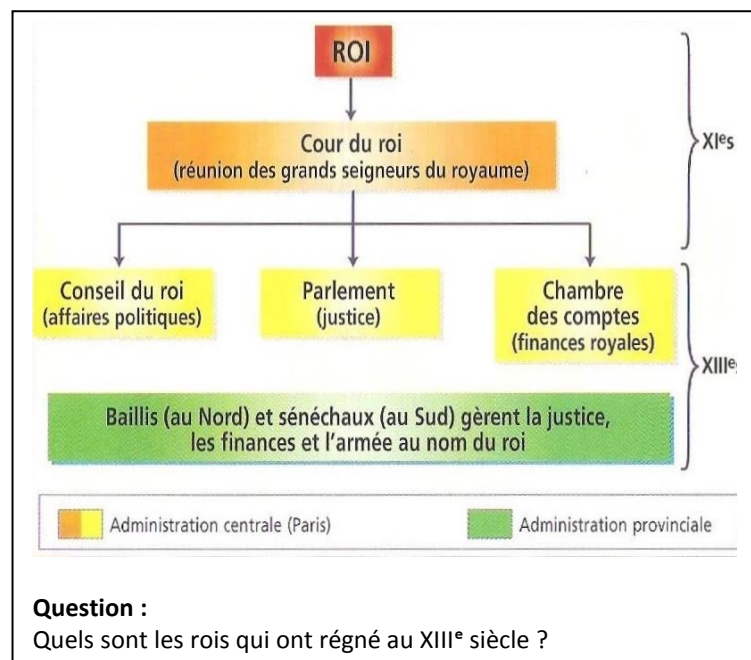 ROI
Cour du roi
(réunion des grands seigneurs du royaume)
XIᵉs
Conseil du roi
(affaires politiques)
Parlement
(justice)
Chambre
des comptes
(finances royales)
XIIIᵉs
Baillis (au Nord) et sénéchaux (au Sud) gèrent la justice,
les finances et l'armée au nom du roi
Administration centrale (Paris)
Administration provinciale
Question :
Quels sont les rois qui ont régné au XIIIᵉ siècle ?